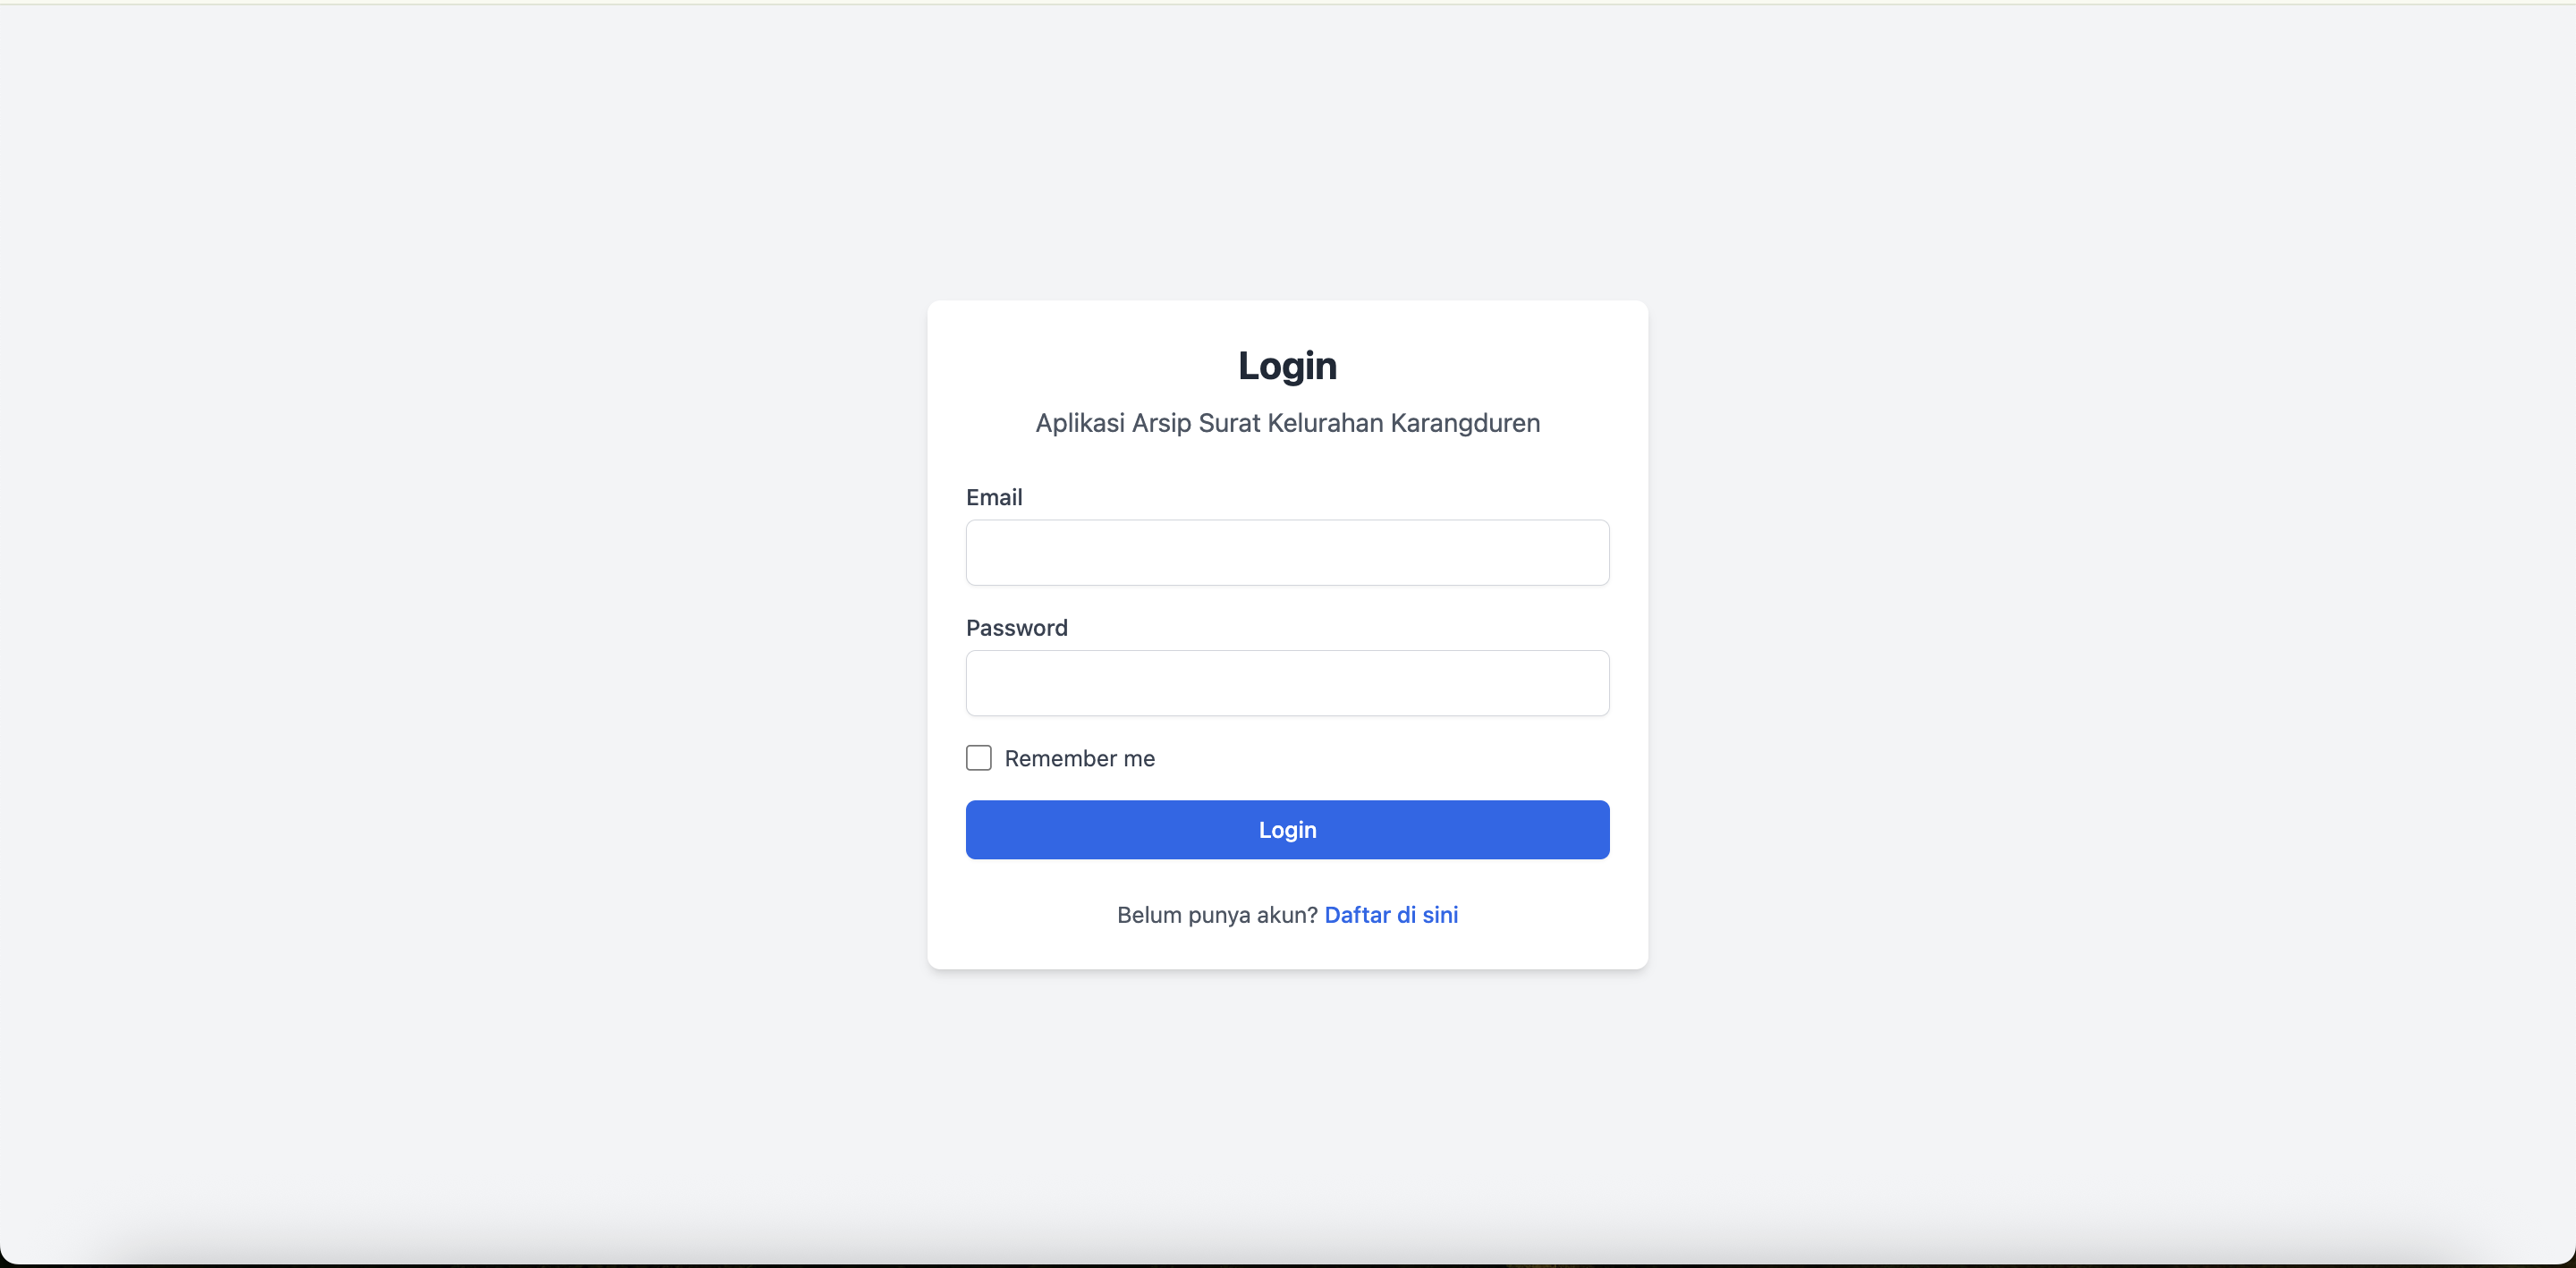 Login
Aplikasi Arsip Surat Kelurahan Karangduren
Email
Password
Remember me
Login
Belum punya akun? Daftar di sini